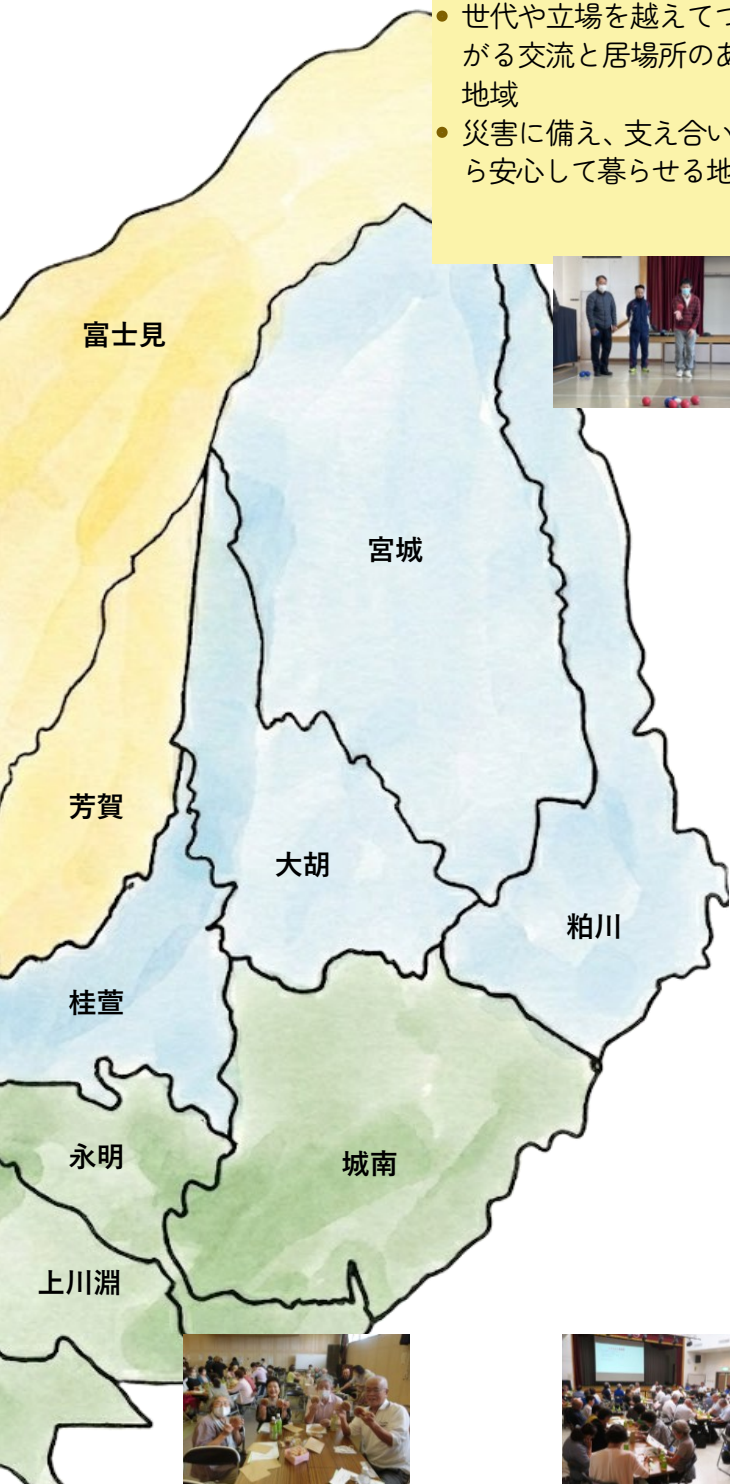 • 世代や立場を越えてつ
がる交流と居場所のあ
地域
• 災害に備え、支え合い
ら安心して暮らせる地
富士見
宮城
芳賀
大胡
粕川
桂萱
永明
城南
上川淵